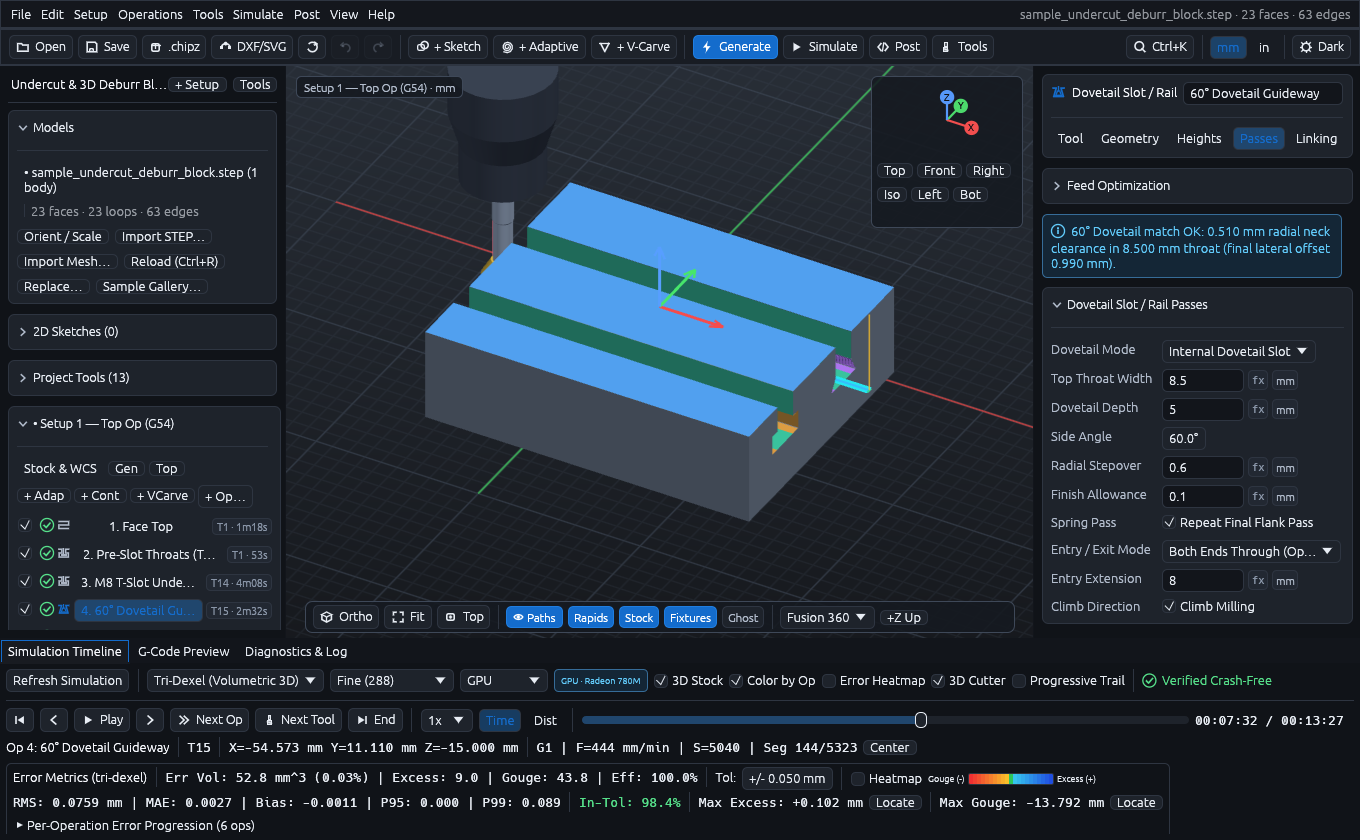 File Edit Setup Operations Tools Simulate Post View Help
sample_undercut_deburr_block.step · 23 faces · 63 edges
Open Save .chipz DXF/SVG + Sketch + Adaptive + V-Carve Generate Simulate Post Tools Ctrl+K mm in Dark
Undercut & 3D Deburr Bl... + Setup Tools
Models
• sample_undercut_deburr_block.step (1 body)
23 faces · 23 loops · 63 edges
Orient / Scale Import STEP...
Import Mesh... Reload (Ctrl+R)
Replace... Sample Gallery...
2D Sketches (0)
Project Tools (13)
• Setup 1 — Top Op (G54)
Stock & WCS Gen Top
+ Adap + Cont + VCarve + Op...
1. Face Top T1 · 1m18s
2. Pre-Slot Throats (T... T1 · 53s
3. M8 T-Slot Unde... T14 · 4m08s
4. 60° Dovetail Gu... T15 · 2m32s
Setup 1 — Top Op (G54) · mm
Z Y X
Top Front Right
Iso Left Bot
Ortho Fit Top Paths Rapids Stock Fixtures Ghost Fusion 360 +Z Up
Dovetail Slot / Rail 60° Dovetail Guideway
Tool Geometry Heights Passes Linking
Feed Optimization
60° Dovetail match OK: 0.510 mm radial neck
clearance in 8.500 mm throat (final lateral offset
0.990 mm).
Dovetail Slot / Rail Passes
Dovetail Mode Internal Dovetail Slot
Top Throat Width 8.5 fx mm
Dovetail Depth 5 fx mm
Side Angle 60.0°
Radial Stepover 0.6 fx mm
Finish Allowance 0.1 fx mm
Spring Pass Repeat Final Flank Pass
Entry / Exit Mode Both Ends Through (Op...
Entry Extension 8 fx mm
Climb Direction Climb Milling
Simulation Timeline G-Code Preview Diagnostics & Log
Refresh Simulation Tri-Dexel (Volumetric 3D) Fine (288) GPU GPU · Radeon 780M 3D Stock Color by Op Error Heatmap 3D Cutter Progressive Trail Verified Crash-Free
Play Next Op Next Tool End 1x Time Dist 00:07:32 / 00:13:27
Op 4: 60° Dovetail Guideway T15 X=-54.573 mm Y=11.110 mm Z=-15.000 mm G1 | F=444 mm/min | S=5040 | Seg 144/5323 Center
Error Metrics (tri-dexel) Err Vol: 52.8 mm^3 (0.03%) | Excess: 9.0 | Gouge: 43.8 | Eff: 100.0% Tol: +/- 0.050 mm Heatmap Gouge (-) Excess (+)
RMS: 0.0759 mm | MAE: 0.0027 | Bias: -0.0011 | P95: 0.000 | P99: 0.089 In-Tol: 98.4% Max Excess: +0.102 mm Locate Max Gouge: -13.792 mm Locate
Per-Operation Error Progression (6 ops)